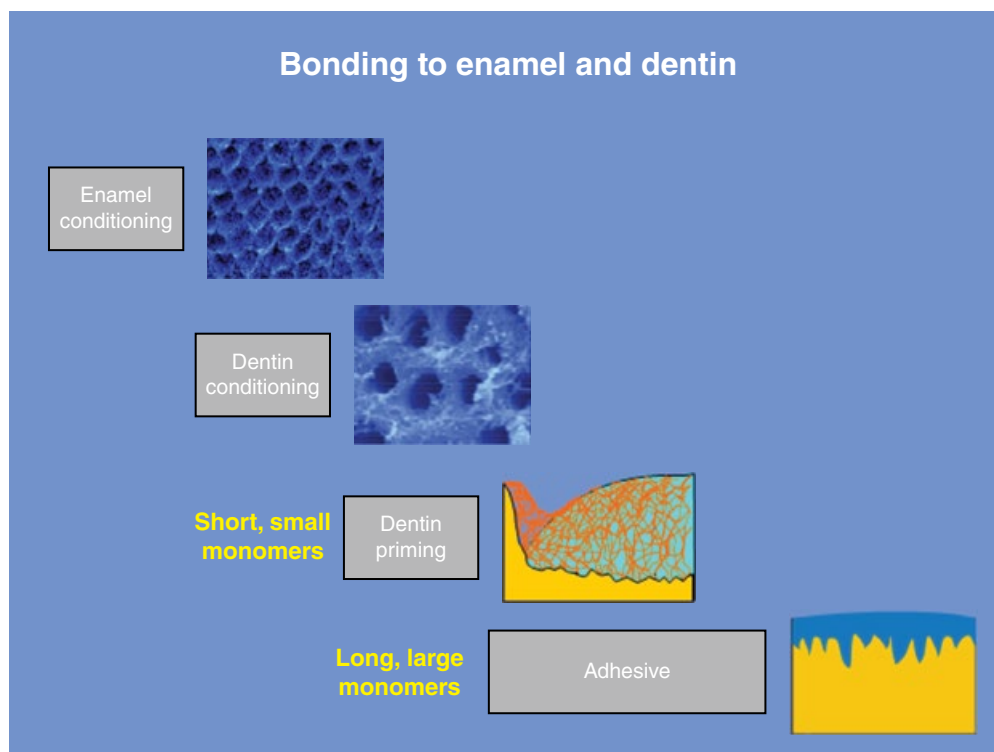 Bonding to enamel and dentin
Enamel
conditioning
Dentin
conditioning
Short, small
monomers
Dentin
priming
Long, large
monomers
Adhesive